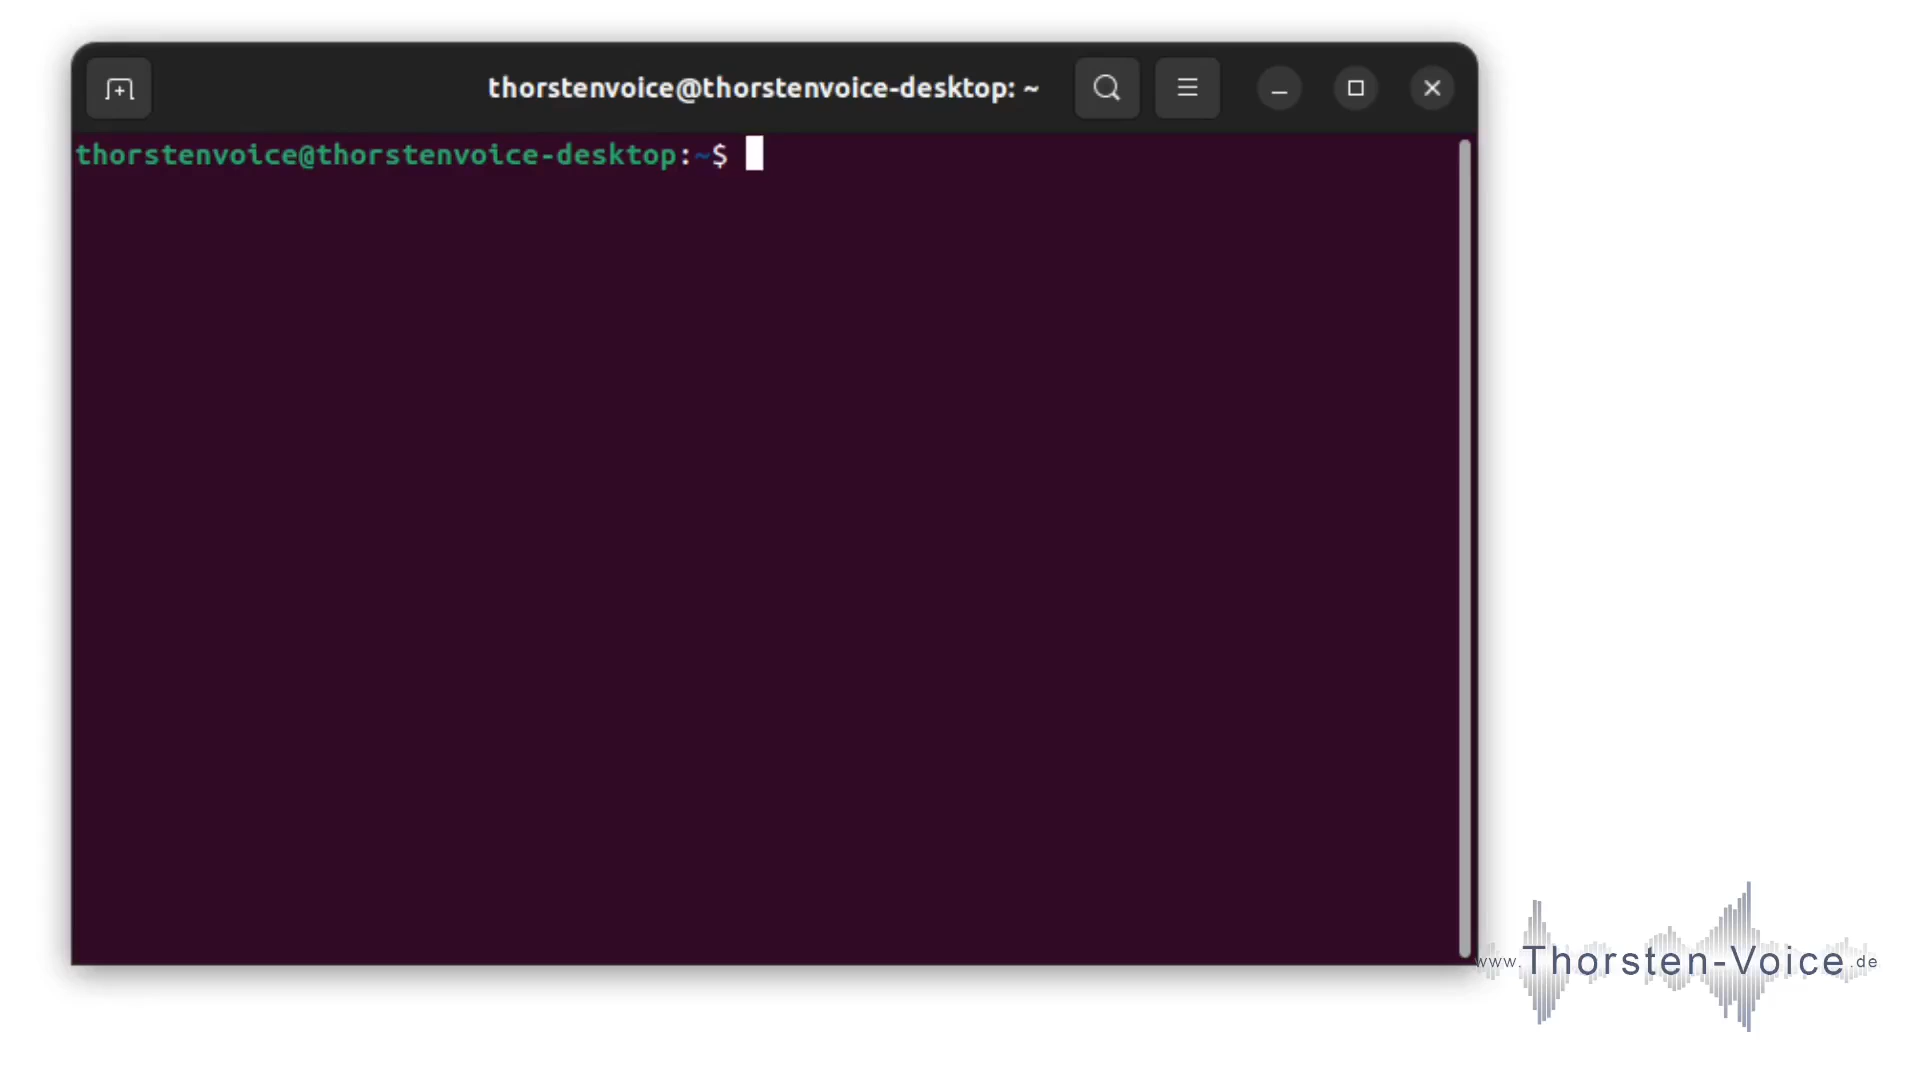 thorstenvoice@thorstenvoice-desktop: ~
thorstenvoice@thorstenvoice-desktop:~$
www.Thorsten-Voice.de